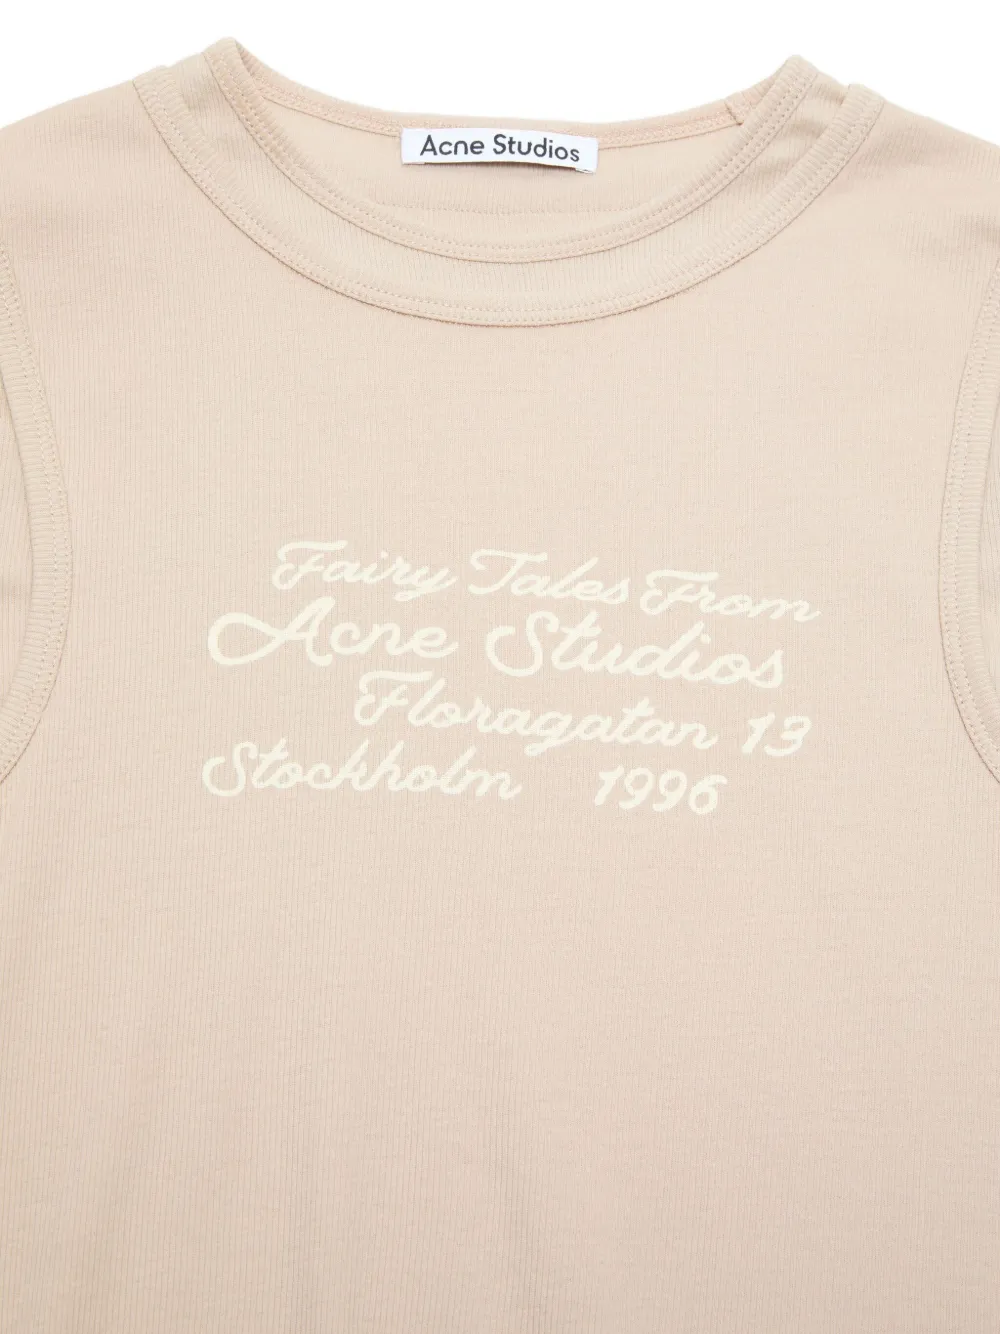 Acne Studios
Fairy Tales From
Acne Studios
Floragatan 13
Stockholm 1996